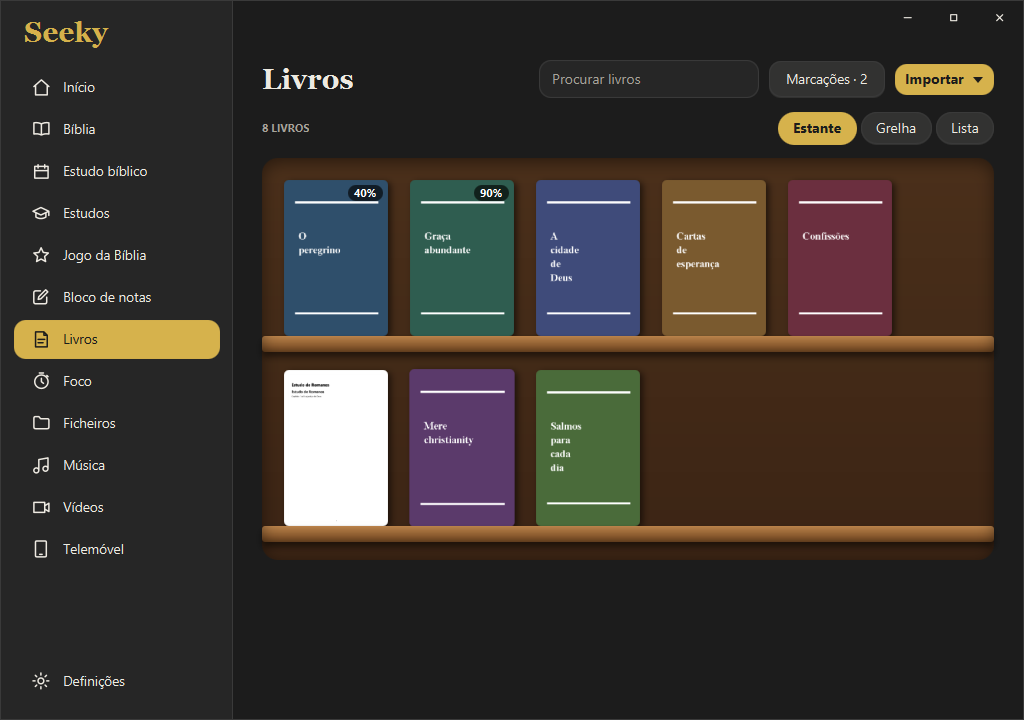 Seeky
Início
Bíblia
Estudo bíblico
Estudos
Jogo da Bíblia
Bloco de notas
Livros
Foco
Ficheiros
Música
Vídeos
Telemóvel
Definições
Livros
Procurar livros
Marcações · 2
Importar
8 LIVROS
Estante
Grelha
Lista
40%
O
peregrino
90%
Graça
abundante
A
cidade
de
Deus
Cartas
de
esperança
Confissões
Estudo de Romanos
Estudo de Romanos
Mere
christianity
Salmos
para
cada
dia